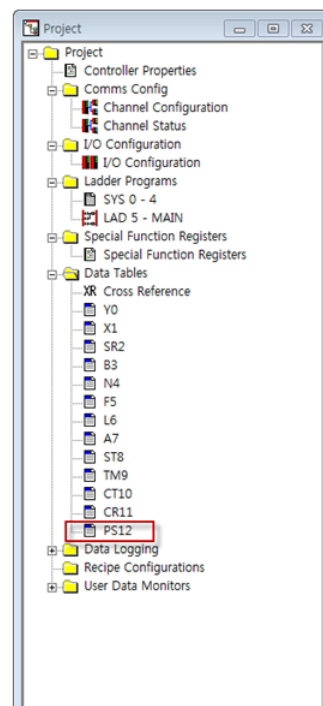 Project
Project
Controller Properties
Comms Config
Channel Configuration
Channel Status
I/O Configuration
I/O Configuration
Ladder Programs
SYS 0 - 4
LAD 5 - MAIN
Special Function Registers
Special Function Registers
Data Tables
XR Cross Reference
Y0
X1
SR2
B3
N4
F5
L6
A7
ST8
TM9
CT10
CR11
PS12
Data Logging
Recipe Configurations
User Data Monitors